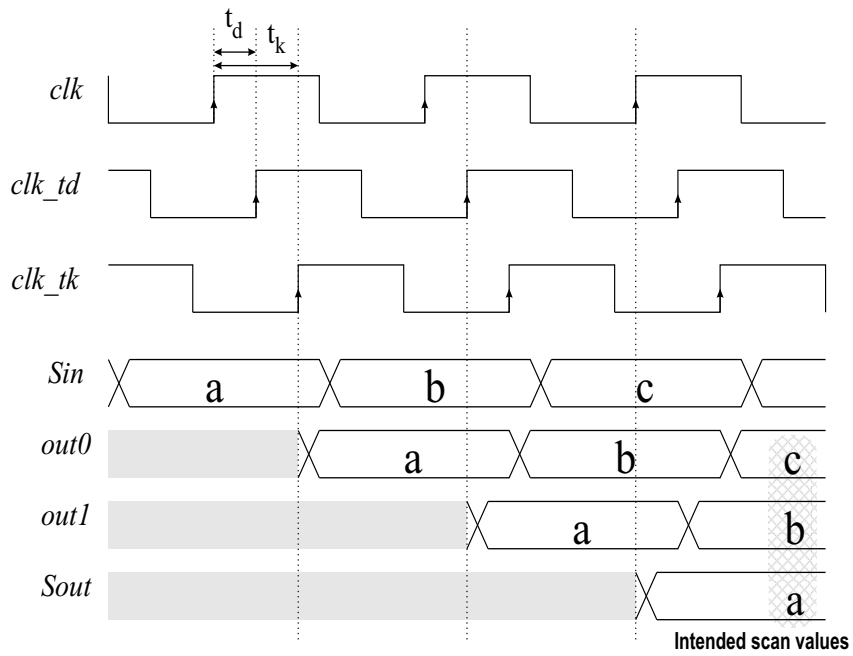 t_d
t_k
clk
clk_td
clk_tk
Sin a b c
out0 a b c
out1 a b
Sout a
Intended scan values